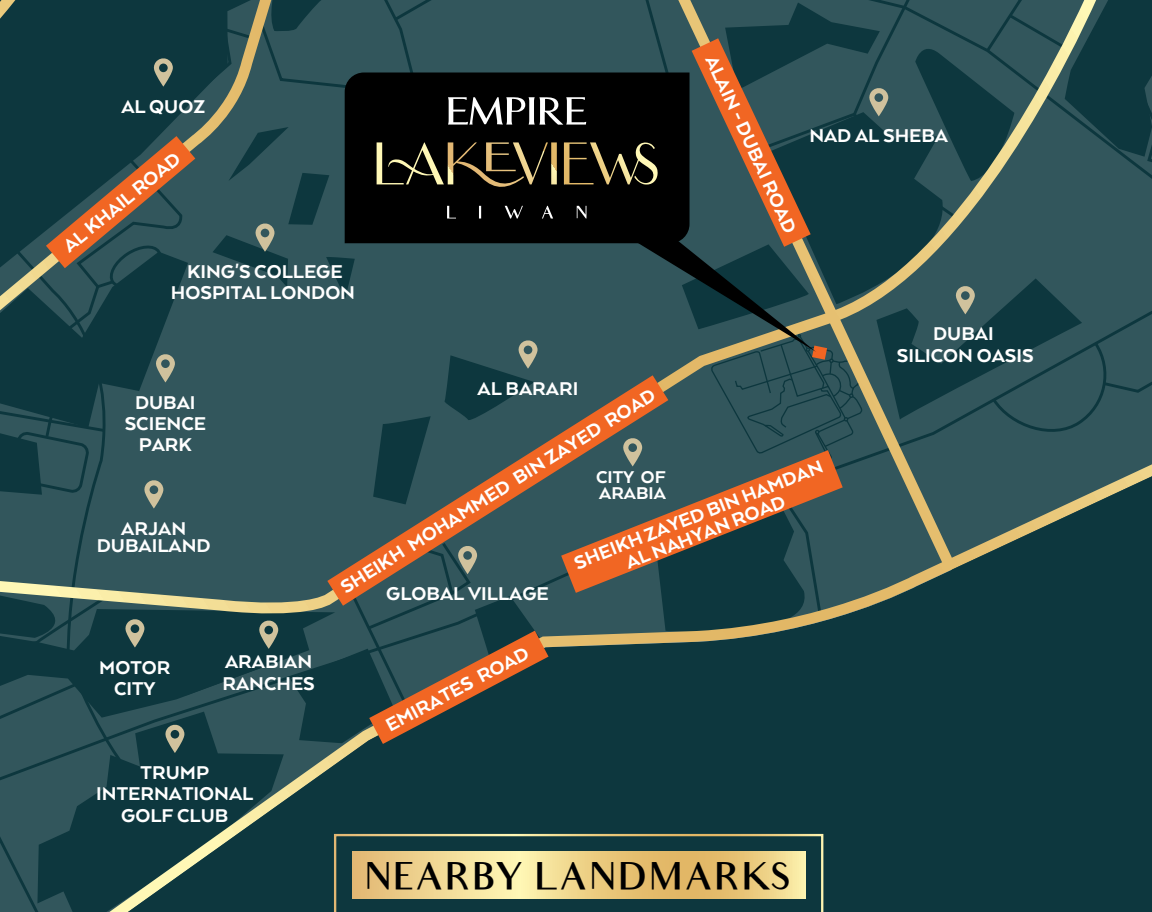 AL QUOZ
AL KHAIL ROAD
EMPIRE
LAKEVIEWS
LIWAN
ALAIN - DUBAI ROAD
NAD AL SHEBA
KING'S COLLEGE
HOSPITAL LONDON
DUBAI
SILICON OASIS
AL BARARI
DUBAI
SCIENCE
PARK
SHEIKH MOHAMMED BIN ZAYED ROAD
CITY OF
ARABIA
SHEIKH ZAYED BIN HAMDAN
AL NAHYAN ROAD
ARJAN
DUBAILAND
GLOBAL VILLAGE
MOTOR
CITY
ARABIAN
RANCHES
EMIRATES ROAD
TRUMP
INTERNATIONAL
GOLF CLUB
NEARBY LANDMARKS